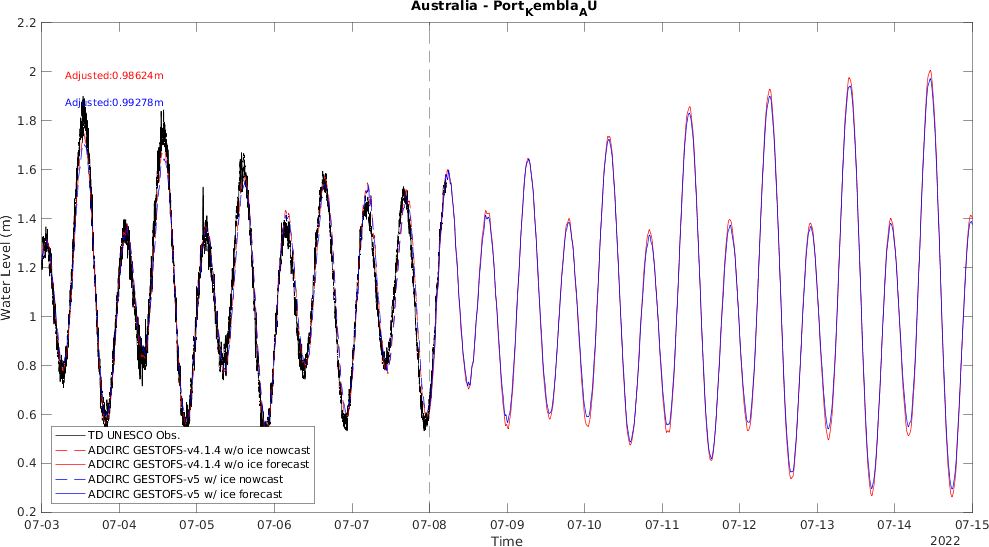 Australia - PortKemblaAU
2.2
2
1.8
1.6
1.4
1.2
1
0.8
0.6
0.4
0.2
Water Level (m)
Adjusted:0.98624m
Adjusted:0.99278m
TD UNESCO Obs.
ADCIRC GESTOFS-v4.1.4 w/o ice nowcast
ADCIRC GESTOFS-v4.1.4 w/o ice forecast
ADCIRC GESTOFS-v5 w/ ice nowcast
ADCIRC GESTOFS-v5 w/ ice forecast
07-03 07-04 07-05 07-06 07-07 07-08 07-09 07-10 07-11 07-12 07-13 07-14 07-15
Time
2022